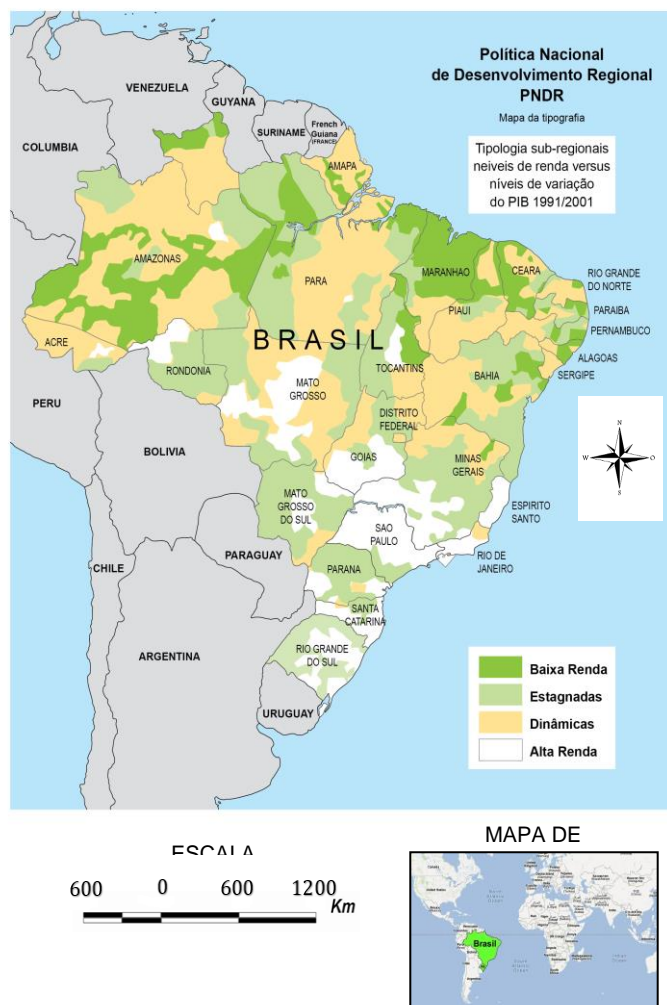 Política Nacional
de Desenvolvimento Regional
PNDR
Mapa da tipografia
Tipologia sub-regionais
neiveis de renda versus
níveis de variação
do PIB 1991/2001
VENEZUELA
GUYANA
SURINAME
French
Guiana
(FRANCE)
COLUMBIA
AMAPA
AMAZONAS
PARA
MARANHAO
CEARA
RIO GRANDE
DO NORTE
PIAUI
PARAIBA
PERNAMBUCO
ACRE
BRASIL
ALAGOAS
RONDONIA
TOCANTINS
BAHIA
SERGIPE
MATO
GROSSO
PERU
DISTRITO
FEDERAL
BOLIVIA
GOIAS
MINAS
GERAIS
N
W
O
S
MATO
GROSSO
DO SUL
ESPIRITO
SANTO
SAO
PAULO
PARAGUAY
RIO DE
JANEIRO
CHILE
PARANA
SANTA
CATARINA
ARGENTINA
RIO GRANDE
DO SUL
URUGUAY
Baixa Renda
Estagnadas
Dinâmicas
Alta Renda
ESCALA
600 0 600 1200
Km
MAPA DE
Brasil